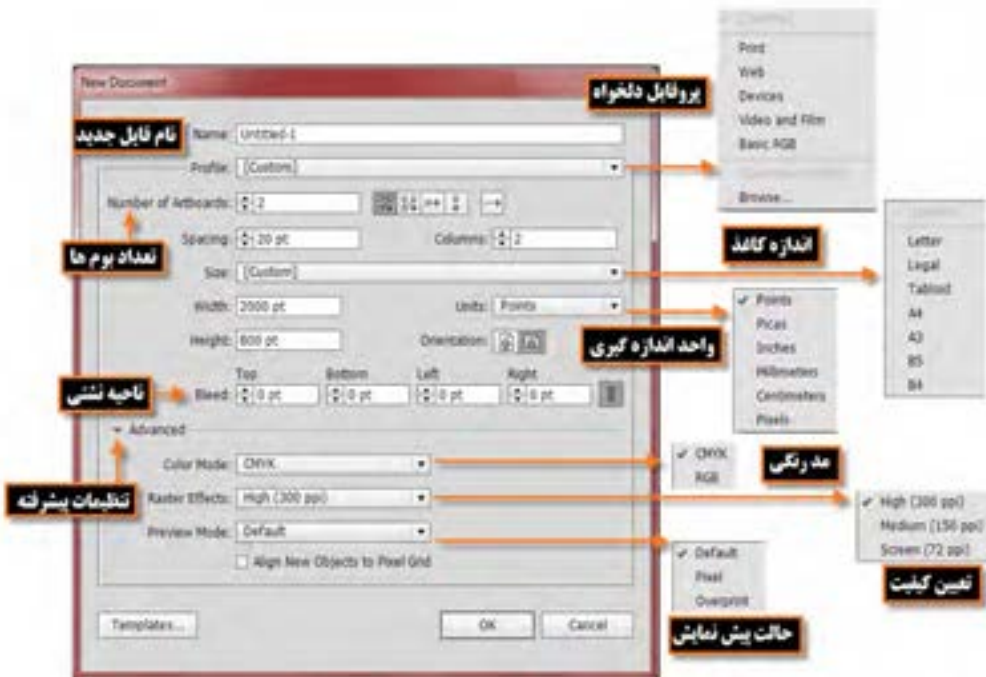 New Document
نام فایل جدید
Name: Untitled-1
Profile: [Custom]
پروفایل دلخواه
Print
Web
Devices
Video and Film
Basic RGB
Browse...
Number of Artboards: 2
تعداد بوم ها
Spacing: 20 pt
Columns: 2
Size: [Custom]
اندازه کاغذ
Letter
Legal
Tabloid
A4
A3
B5
B4
Width: 2000 pt
Units: Points
واحد اندازه گیری
Points
Picas
Inches
Millimeters
Centimeters
Pixels
Height: 800 pt
Orientation:
Top Bottom Left Right
ناحیه نشتی
Bleed: 0 pt 0 pt 0 pt 0 pt
Advanced
تنظیمات پیشرفته
Color Mode: CMYK
مد رنگی
CMYK
RGB
Raster Effects: High (300 ppi)
High (300 ppi)
Medium (150 ppi)
Screen (72 ppi)
تعیین کیفیت
Preview Mode: Default
Default
Pixel
Overprint
حالت پیش نمایش
Align New Objects to Pixel Grid
Templates...
OK
Cancel